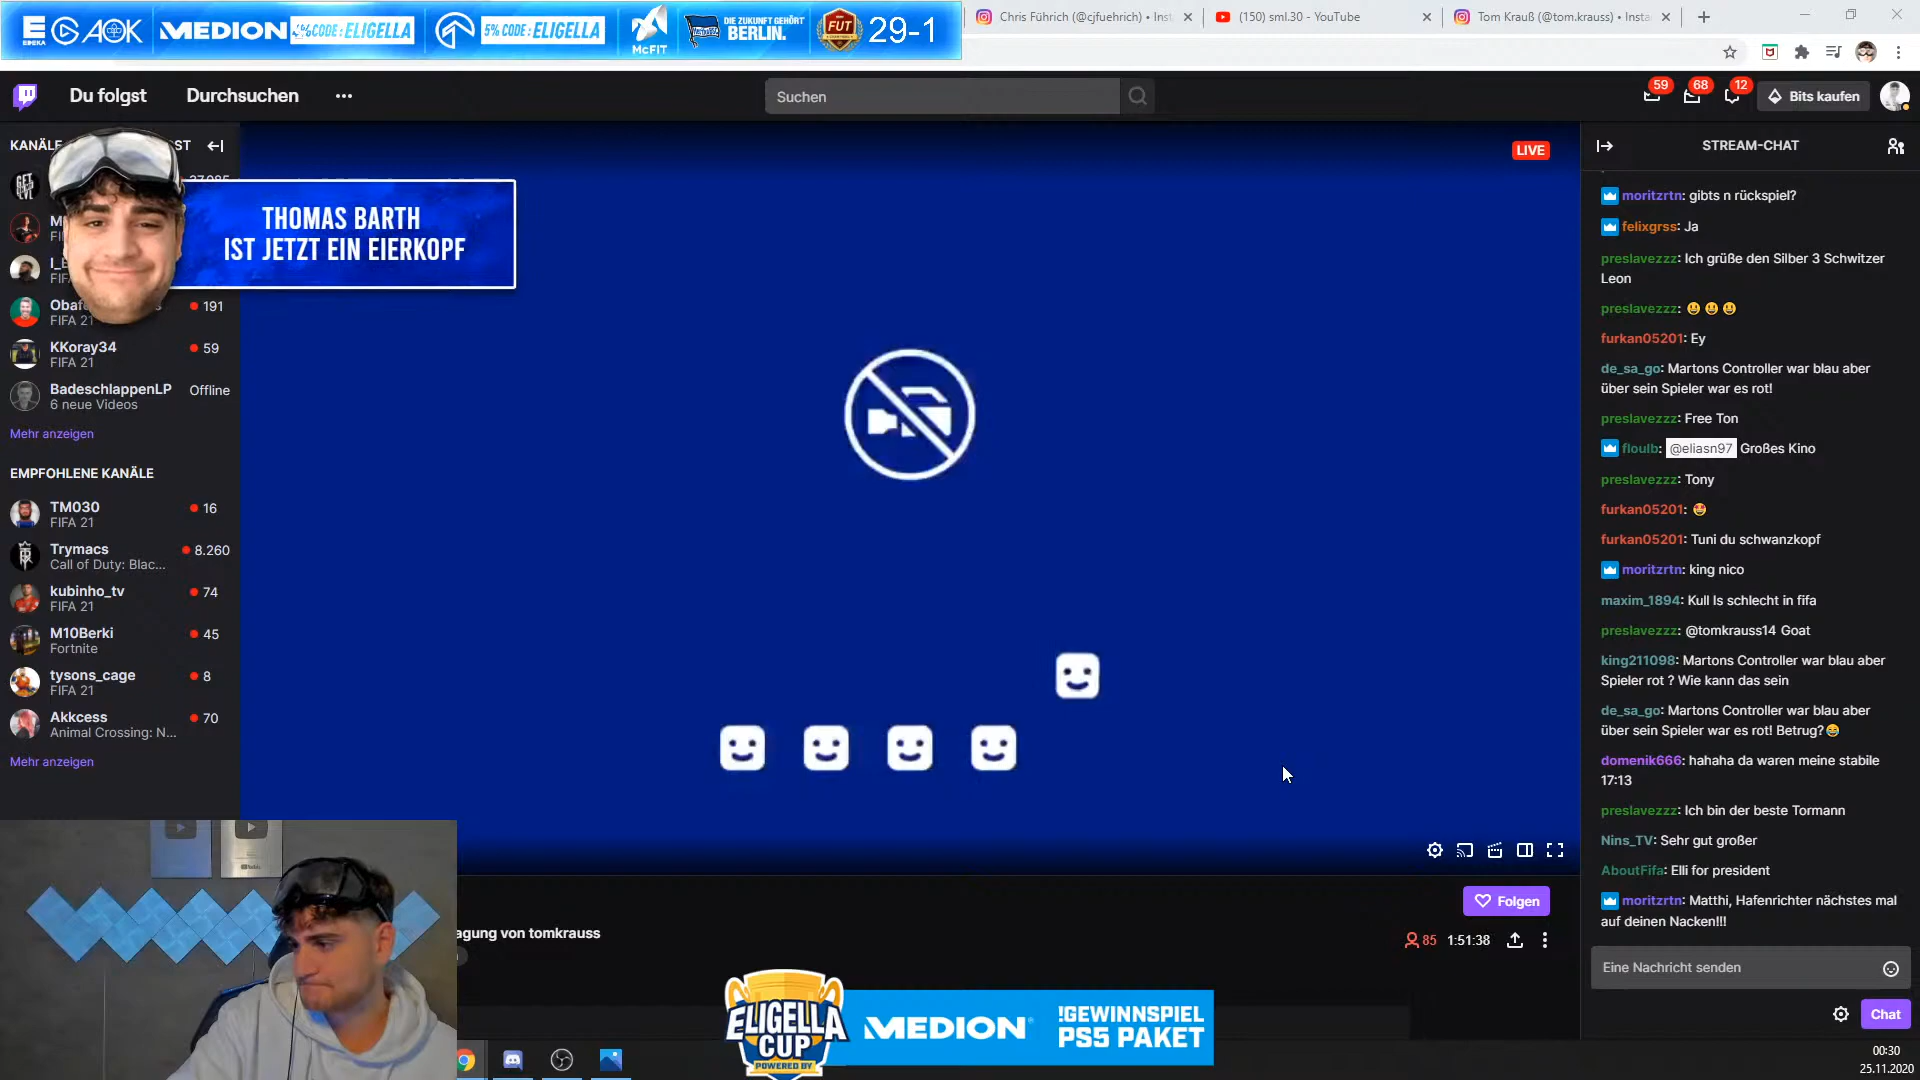 EGAOK
EDEKA
MEDION
CODE: ELIGELLA
5% CODE: ELIGELLA
McFIT
DIE ZUKUNFT GEHÖRT
BERLIN.
FUT
29-1
Chris Führich (@cjfuehrich) • Inst
(150) sml.30 - YouTube
Tom Krauß (@tom.krauss) • Insta
Du folgst
Durchsuchen
Suchen
59
68
12
Bits kaufen
KANÄLE
ST
THOMAS BARTH
IST JETZT EIN EIERKOPF
191
FIFA 21
KKoray34
59
FIFA 21
BadeschlappenLP
Offline
6 neue Videos
Mehr anzeigen
EMPFOHLENE KANÄLE
TM030
16
FIFA 21
Trymacs
8.260
Call of Duty: Blac...
kubinho_tv
74
FIFA 21
M10Berki
45
Fortnite
tysons_cage
8
FIFA 21
Akkcess
70
Animal Crossing: N...
Mehr anzeigen
LIVE
Folgen
agung von tomkrauss
85
1:51:38
ELIGELLA
CUP
POWERED BY
MEDION
!GEWINNSPIEL
PS5 PAKET
STREAM-CHAT
moritzrtn: gibts n rückspiel?
felixgrss: Ja
preslavezzz: Ich grüße den Silber 3 Schwitzer
Leon
preslavezzz: 😃 😃 😃
furkan05201: Ey
de_sa_go: Martons Controller war blau aber
über sein Spieler war es rot!
preslavezzz: Free Ton
floulb: @eliasn97 Großes Kino
preslavezzz: Tony
furkan05201: 🤩
furkan05201: Tuni du schwanzkopf
moritzrtn: king nico
maxim_1894: Kull Is schlecht in fifa
preslavezzz: @tomkrauss14 Goat
king211098: Martons Controller war blau aber
Spieler rot ? Wie kann das sein
de_sa_go: Martons Controller war blau aber
über sein Spieler war es rot! Betrug?😂
domenik666: hahaha da waren meine stabile
17:13
preslavezzz: Ich bin der beste Tormann
Nins_TV: Sehr gut großer
AboutFifa: Elli for president
moritzrtn: Matthi, Hafenrichter nächstes mal
auf deinen Nacken!!!
Eine Nachricht senden
Chat
00:30
25.11.2020